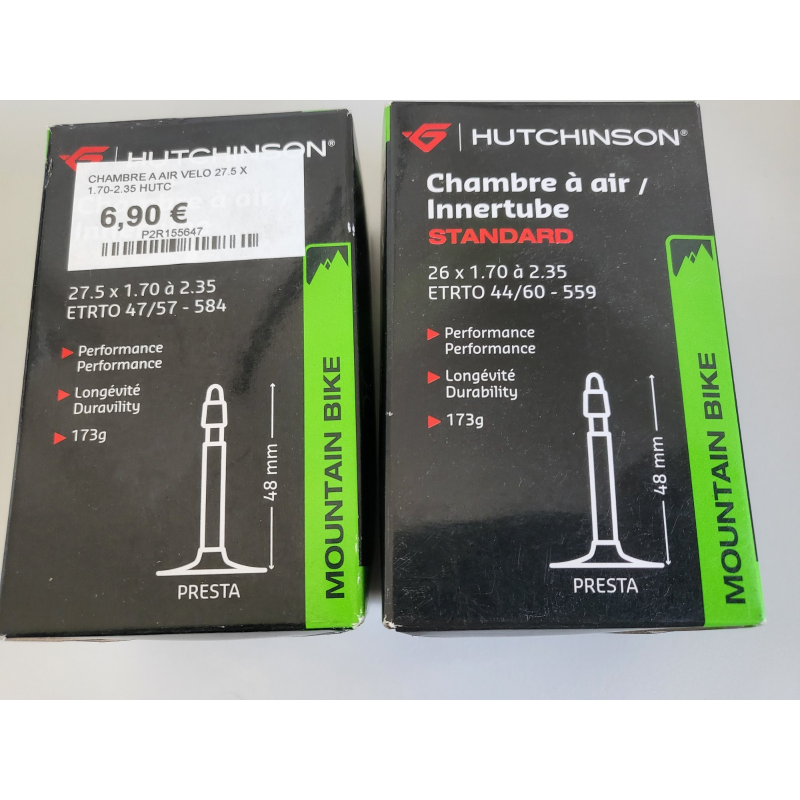 HUTCHINSON
CHAMBRE A AIR VELO 27.5 X
1.70-2.35 HUTC
6,90 €
P2R155647
27.5 x 1.70 à 2.35
ETRTO 47/57 - 584
Performance
Performance
Longévité
Duravility
173g
48 mm
PRESTA
MOUNTAIN BIKE
HUTCHINSON®
Chambre à air /
Innertube
STANDARD
26 x 1.70 à 2.35
ETRTO 44/60 - 559
Performance
Performance
Longévité
Durability
173g
48 mm
PRESTA
MOUNTAIN BIKE